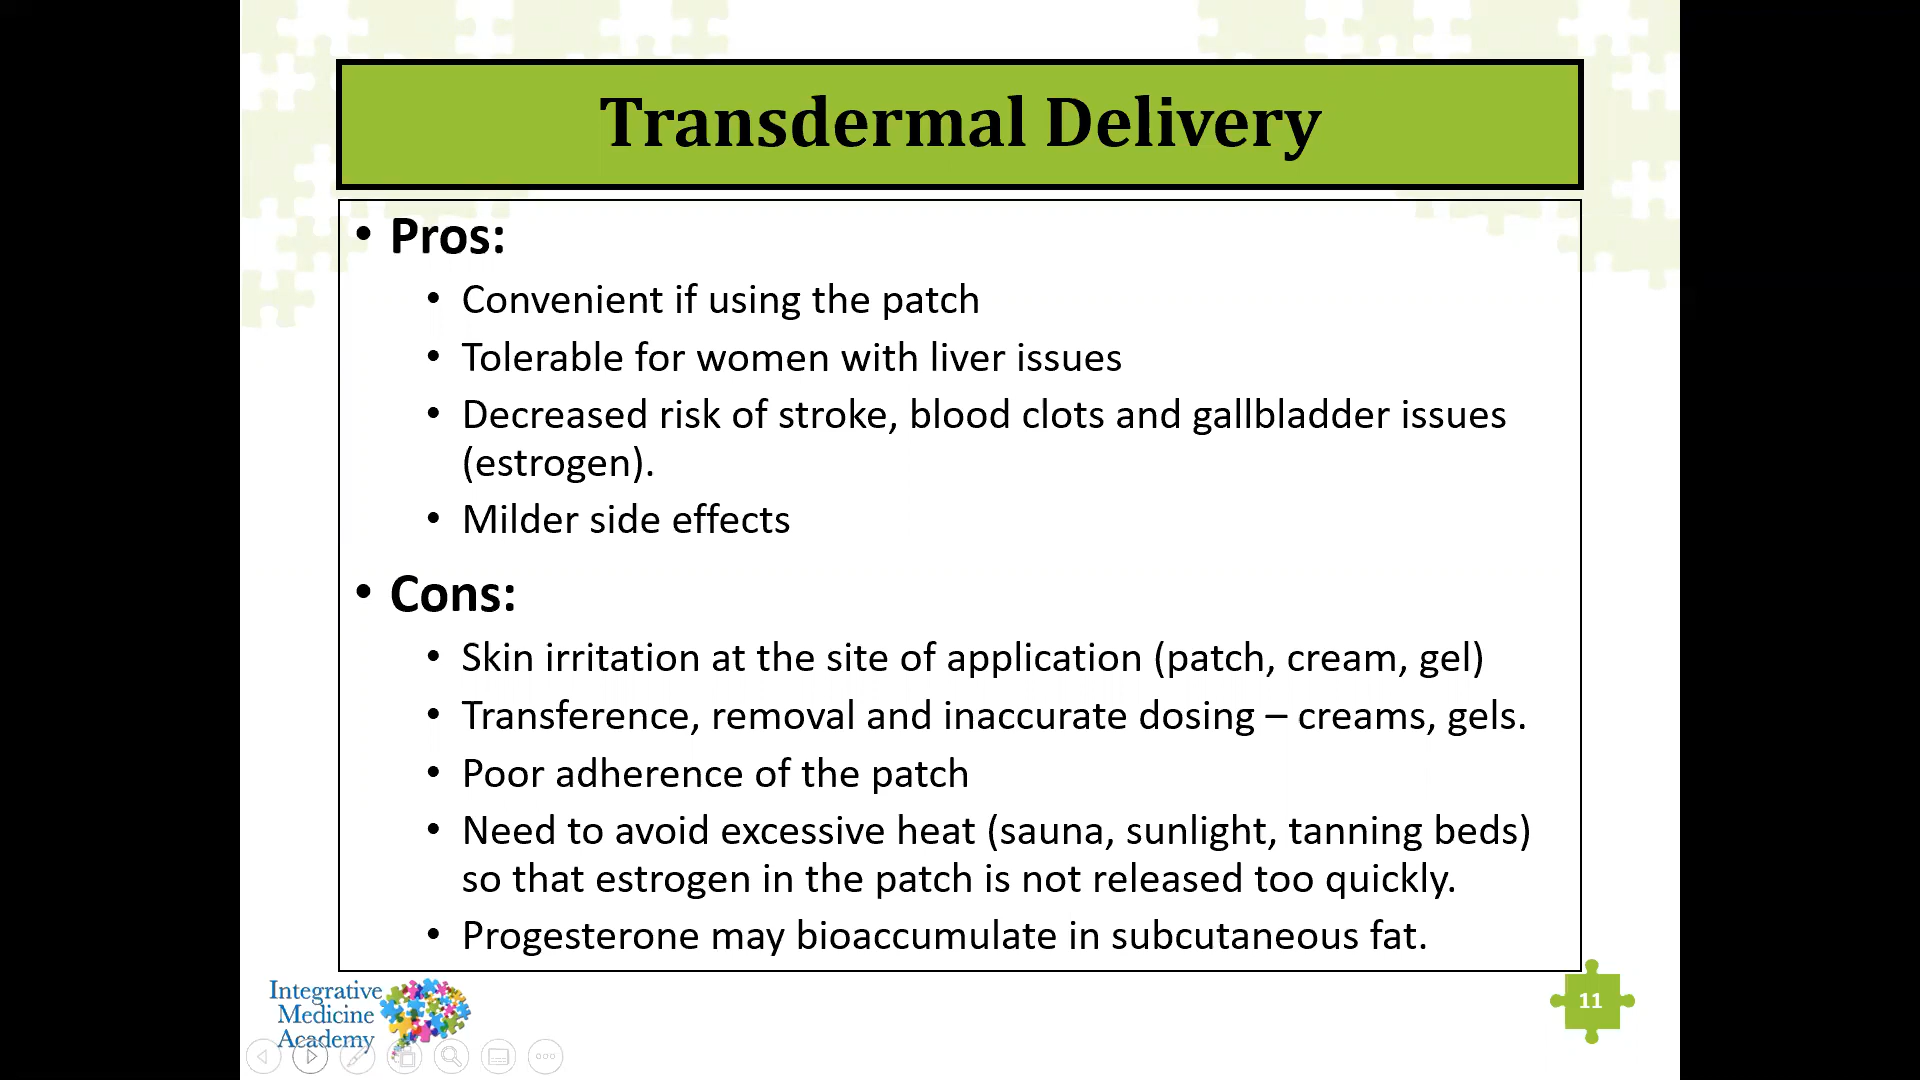 Transdermal Delivery
• Pros:
• Convenient if using the patch
• Tolerable for women with liver issues
• Decreased risk of stroke, blood clots and gallbladder issues
(estrogen).
• Milder side effects
• Cons:
• Skin irritation at the site of application (patch, cream, gel)
• Transference, removal and inaccurate dosing – creams, gels.
• Poor adherence of the patch
• Need to avoid excessive heat (sauna, sunlight, tanning beds)
so that estrogen in the patch is not released too quickly.
• Progesterone may bioaccumulate in subcutaneous fat.
Integrative
Medicine
Academy
11